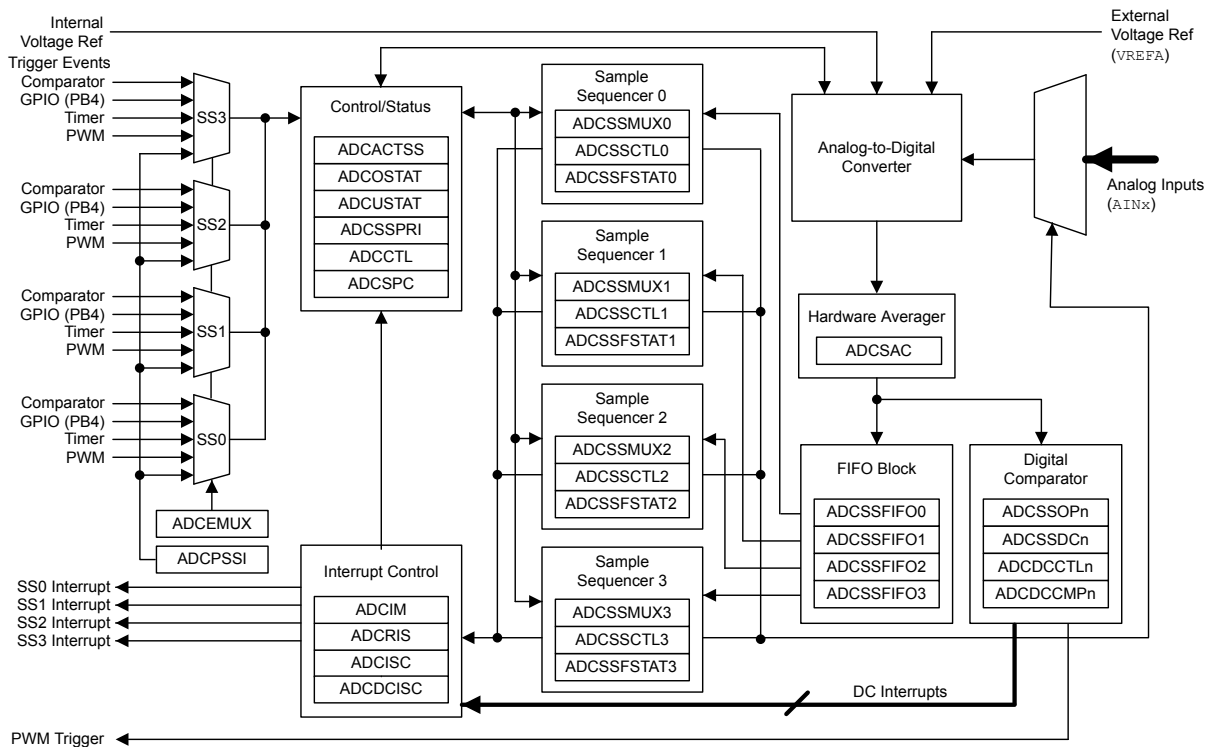 Internal
Voltage Ref
External
Voltage Ref
(VREFA)
Trigger Events
Comparator
GPIO (PB4)
Timer
PWM
SS3
Comparator
GPIO (PB4)
Timer
PWM
SS2
Comparator
GPIO (PB4)
Timer
PWM
SS1
Comparator
GPIO (PB4)
Timer
PWM
SS0
ADCEMUX
ADCPSSI
Control/Status
ADCACTSS
ADCOSTAT
ADCUSTAT
ADCSSPRI
ADCCTL
ADCSPC
Sample
Sequencer 0
ADCSSMUX0
ADCSSCTL0
ADCSSFSTAT0
Sample
Sequencer 1
ADCSSMUX1
ADCSSCTL1
ADCSSFSTAT1
Sample
Sequencer 2
ADCSSMUX2
ADCSSCTL2
ADCSSFSTAT2
Sample
Sequencer 3
ADCSSMUX3
ADCSSCTL3
ADCSSFSTAT3
Analog-to-Digital
Converter
Analog Inputs
(AINx)
Hardware Averager
ADCSAC
FIFO Block
ADCSSFIFO0
ADCSSFIFO1
ADCSSFIFO2
ADCSSFIFO3
Digital
Comparator
ADCSSOPn
ADCSSDCn
ADCDCCTLn
ADCDCCMPn
Interrupt Control
ADCIM
ADCRIS
ADCISC
ADCDCISC
SS0 Interrupt
SS1 Interrupt
SS2 Interrupt
SS3 Interrupt
DC Interrupts
PWM Trigger